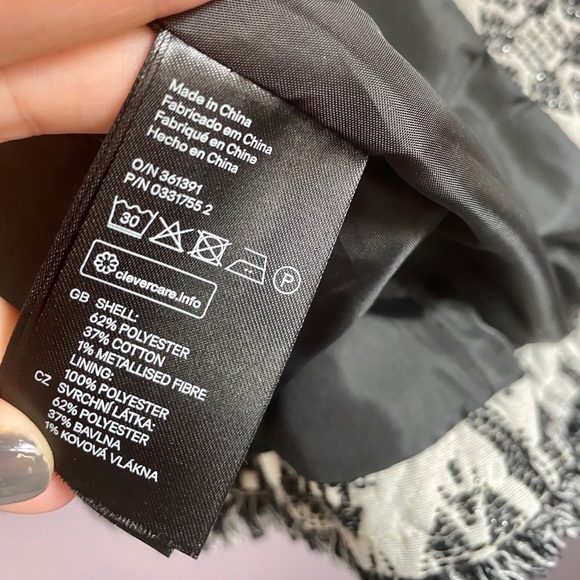 Made in China
Fabricado em China
Fabriqué en Chine
Hecho en China
O/N 361391
P/N 0331755 2
30 P
clevercare.info
GB SHELL:
62% POLYESTER
37% COTTON
1% METALLISED FIBRE
LINING:
100% POLYESTER
CZ SVRCHNÍ LÁTKA:
62% POLYESTER
37% BAVLNA
1% KOVOVÁ VLÁKNA